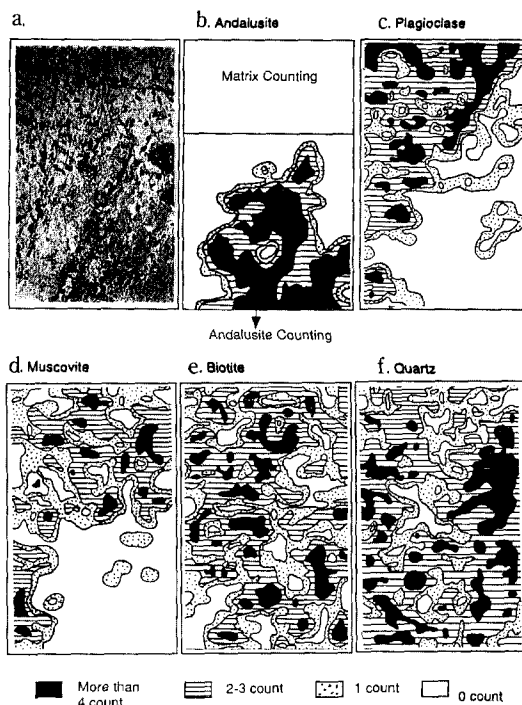 a.
b. Andalusite
c. Plagioclase
Matrix Counting
Andalusite Counting
d. Muscovite
e. Biotite
f. Quartz
More than
4 count
2-3 count
1 count
0 count